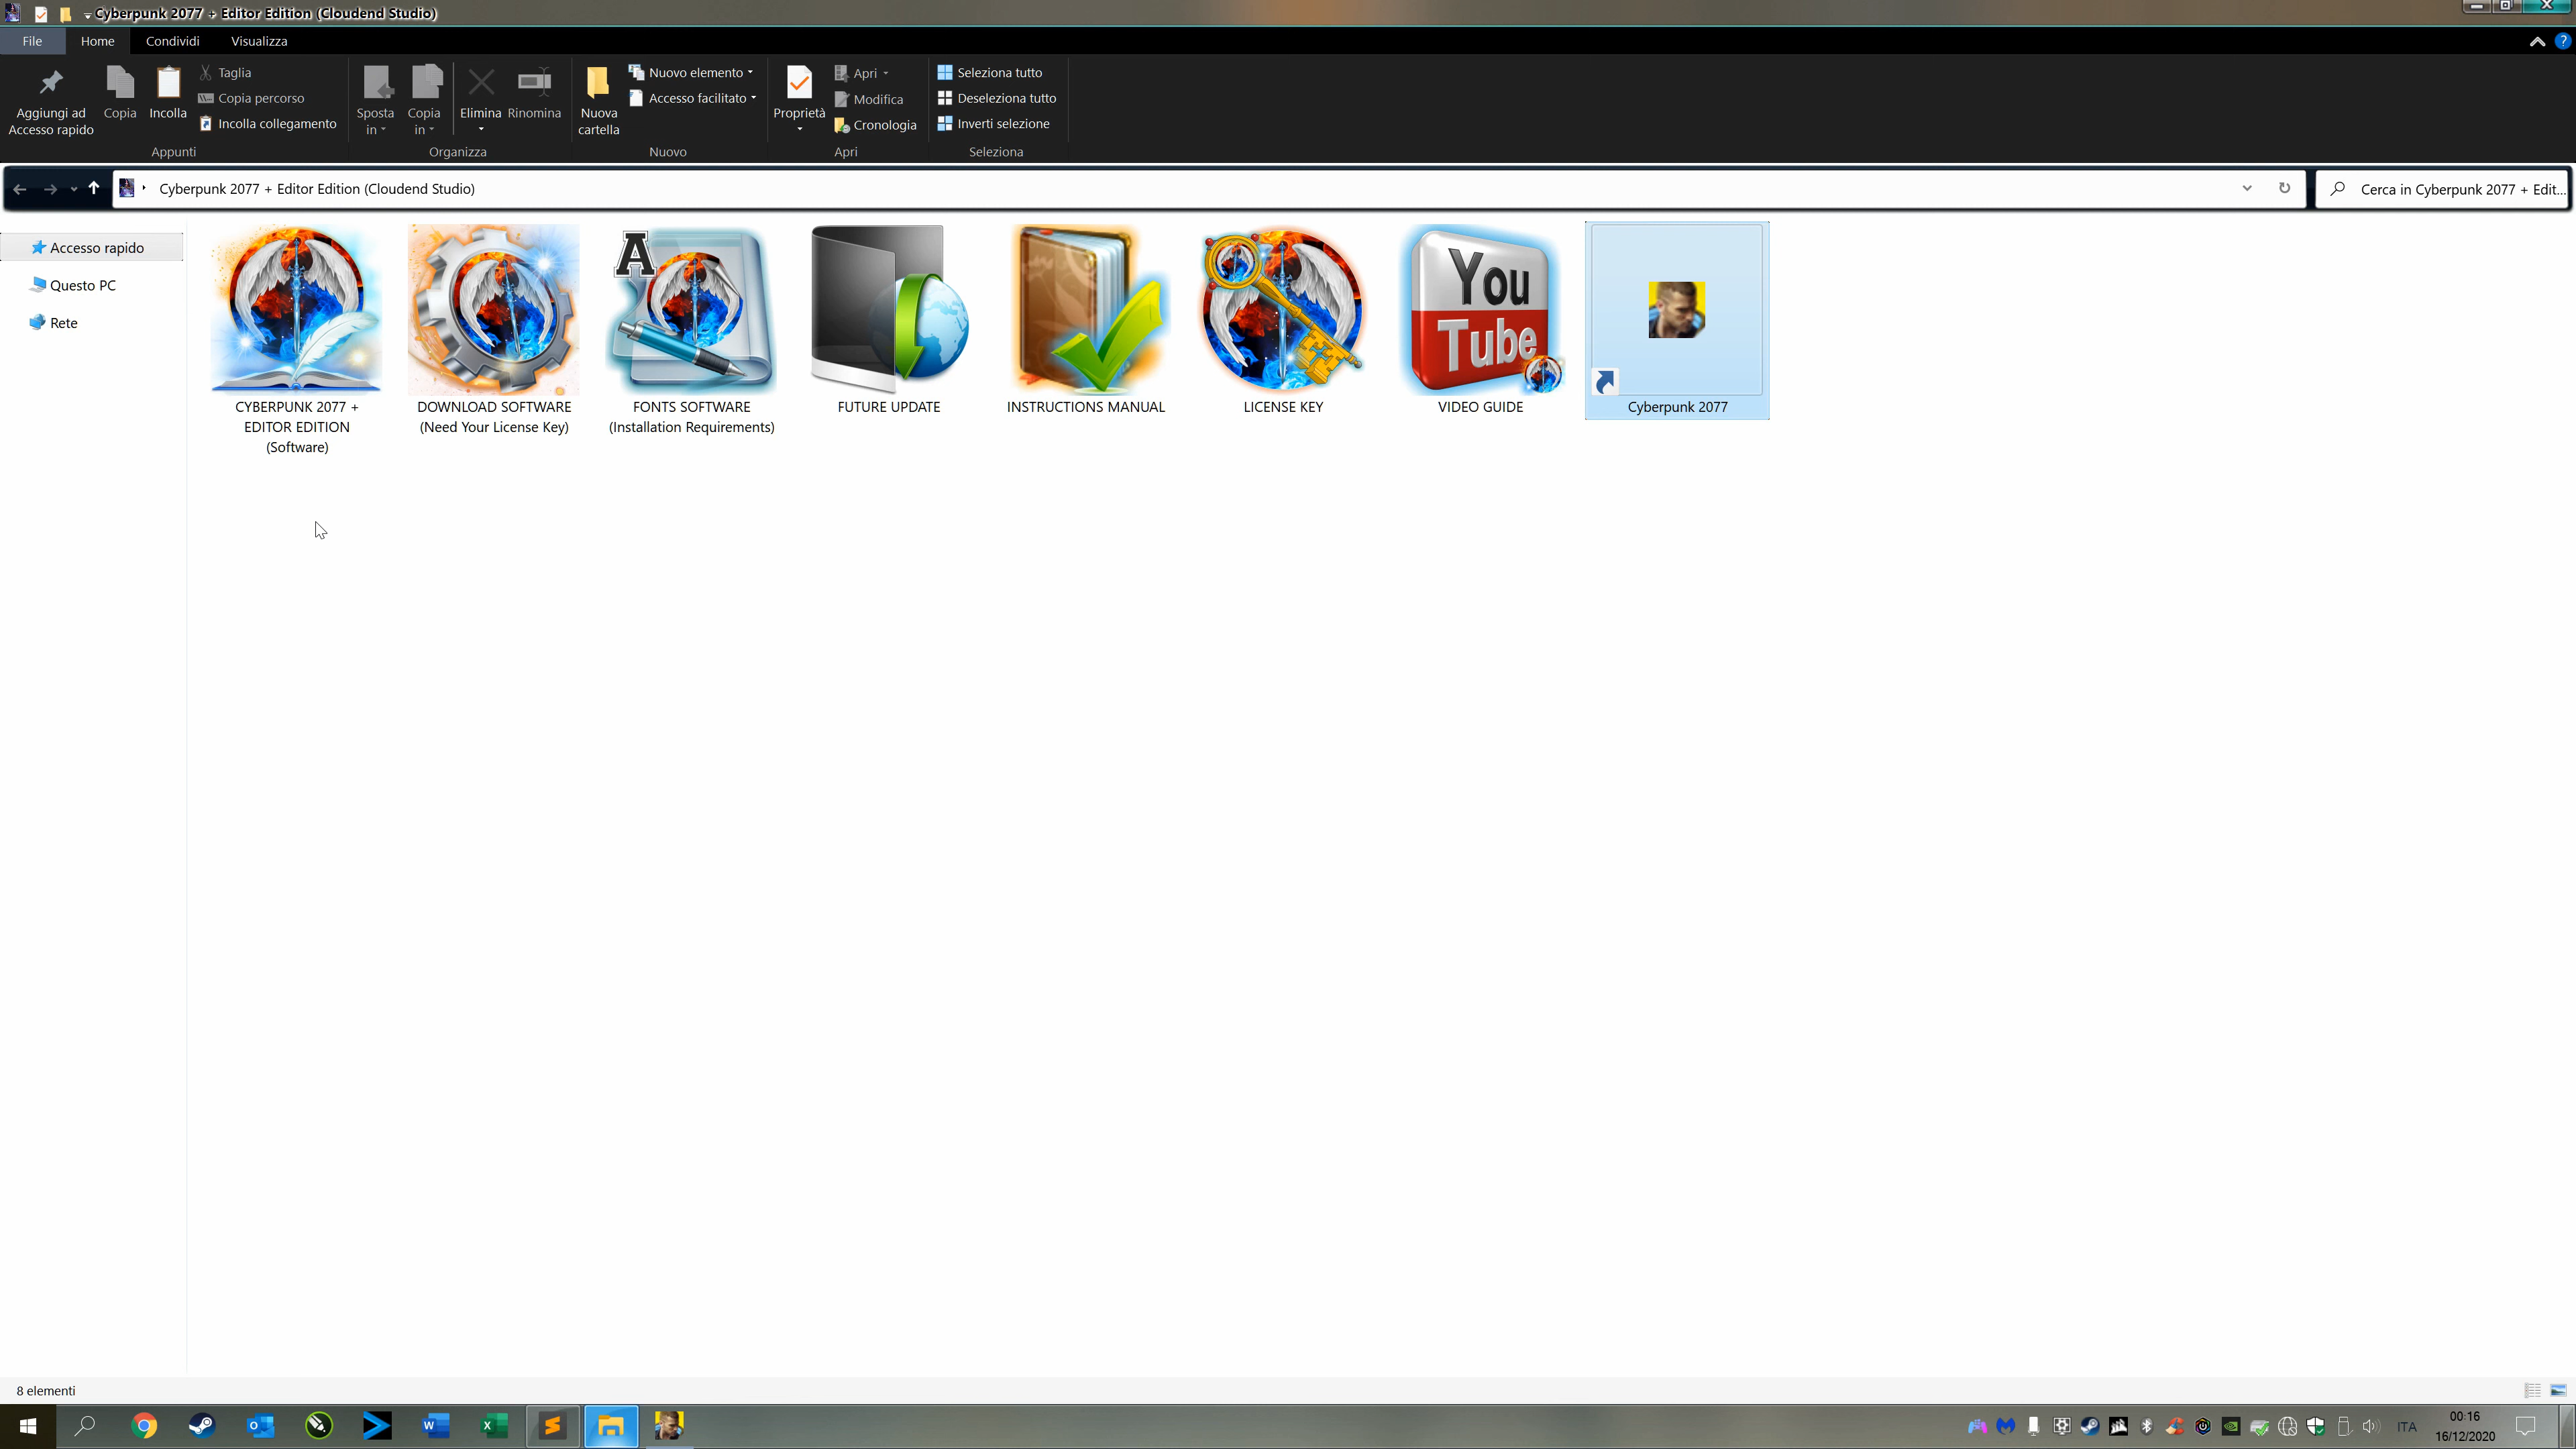 Cyberpunk 2077 + Editor Edition (Cloudend Studio)
File Home Condividi Visualizza
Aggiungi ad
Accesso rapido
Copia
Incolla
Taglia
Copia percorso
Incolla collegamento
Appunti
Sposta
in
Copia
in
Elimina
Rinomina
Organizza
Nuova
cartella
Nuovo elemento
Accesso facilitato
Nuovo
Proprietà
Apri
Modifica
Cronologia
Apri
Seleziona tutto
Deseleziona tutto
Inverti selezione
Seleziona
Cyberpunk 2077 + Editor Edition (Cloudend Studio)
Cerca in Cyberpunk 2077 + Edit...
Accesso rapido
Questo PC
Rete
A
You
Tube
CYBERPUNK 2077 +
EDITOR EDITION
(Software)
DOWNLOAD SOFTWARE
(Need Your License Key)
FONTS SOFTWARE
(Installation Requirements)
FUTURE UPDATE
INSTRUCTIONS MANUAL
LICENSE KEY
VIDEO GUIDE
Cyberpunk 2077
8 elementi
ITA
00:16
16/12/2020